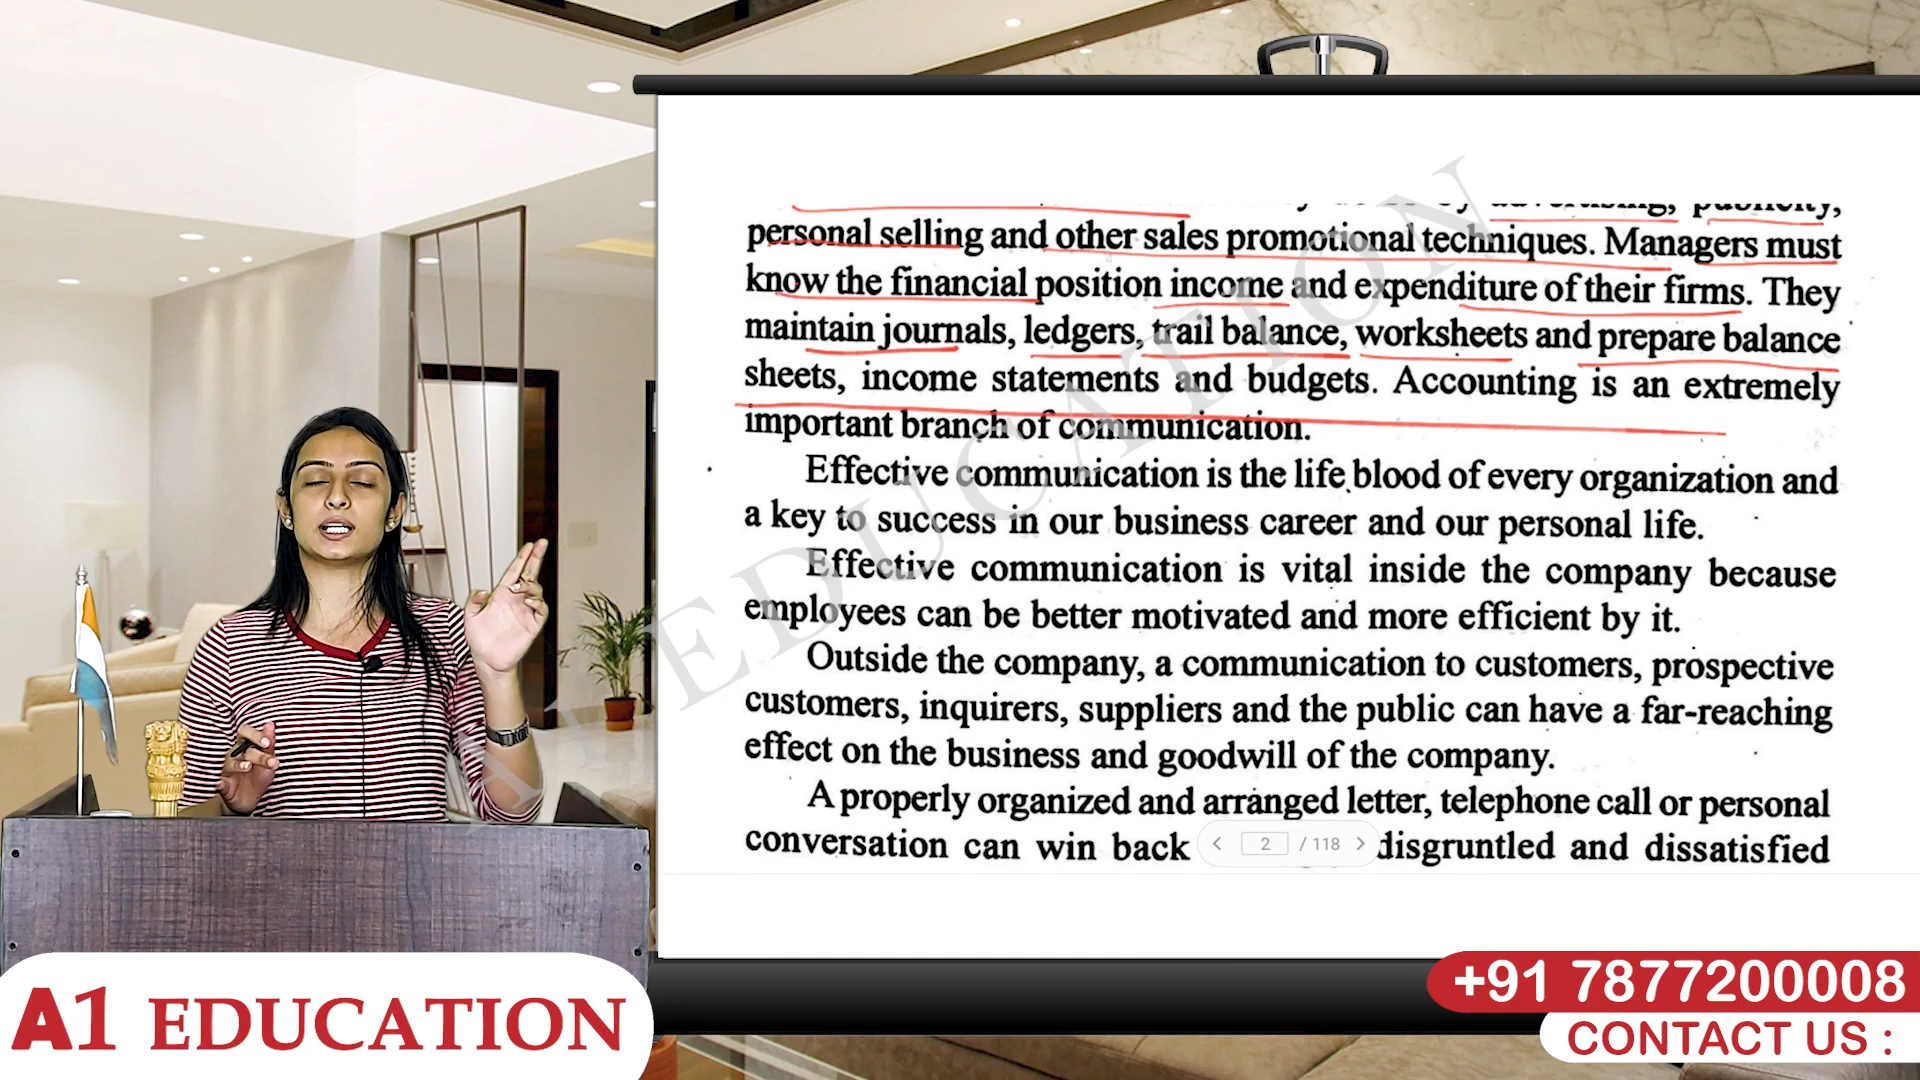 advertising, publicity,
personal selling and other sales promotional techniques. Managers must
know the financial position income and expenditure of their firms. They
maintain journals, ledgers, trail balance, worksheets and prepare balance
sheets, income statements and budgets. Accounting is an extremely
important branch of communication.
Effective communication is the life blood of every organization and
a key to success in our business career and our personal life.
Effective communication is vital inside the company because
employees can be better motivated and more efficient by it.
Outside the company, a communication to customers, prospective
customers, inquirers, suppliers and the public can have a far-reaching
effect on the business and goodwill of the company.
A properly organized and arranged letter, telephone call or personal
conversation can win back disgruntled and dissatisfied
2 / 118
A1 EDUCATION
A1 EDUCATION
+91 7877200008
CONTACT US :